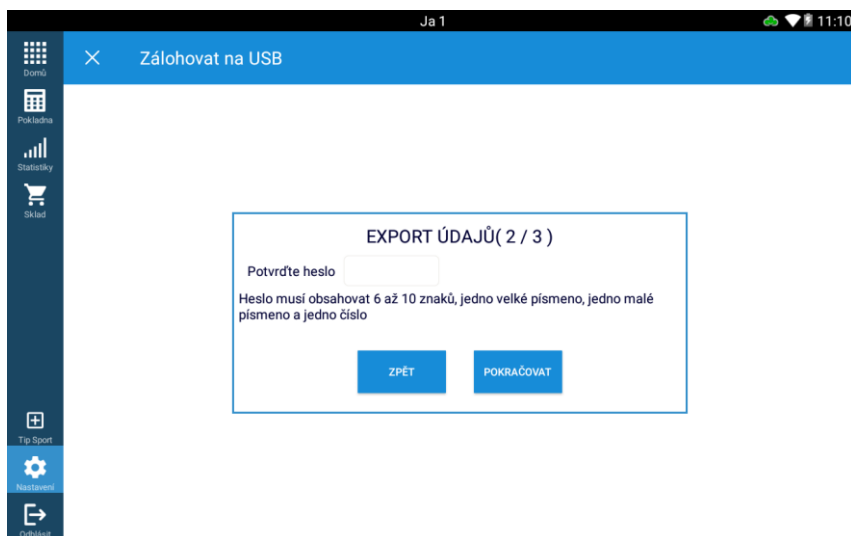 Ja 1
11:10
Domů
Zálohovat na USB
Pokladna
Statistiky
Sklad
EXPORT ÚDAJŮ( 2 / 3 )
Potvrďte heslo
Heslo musí obsahovat 6 až 10 znaků, jedno velké písmeno, jedno malé
písmeno a jedno číslo
ZPĚT
POKRAČOVAT
Tip Sport
Nastavení
Odhlásit